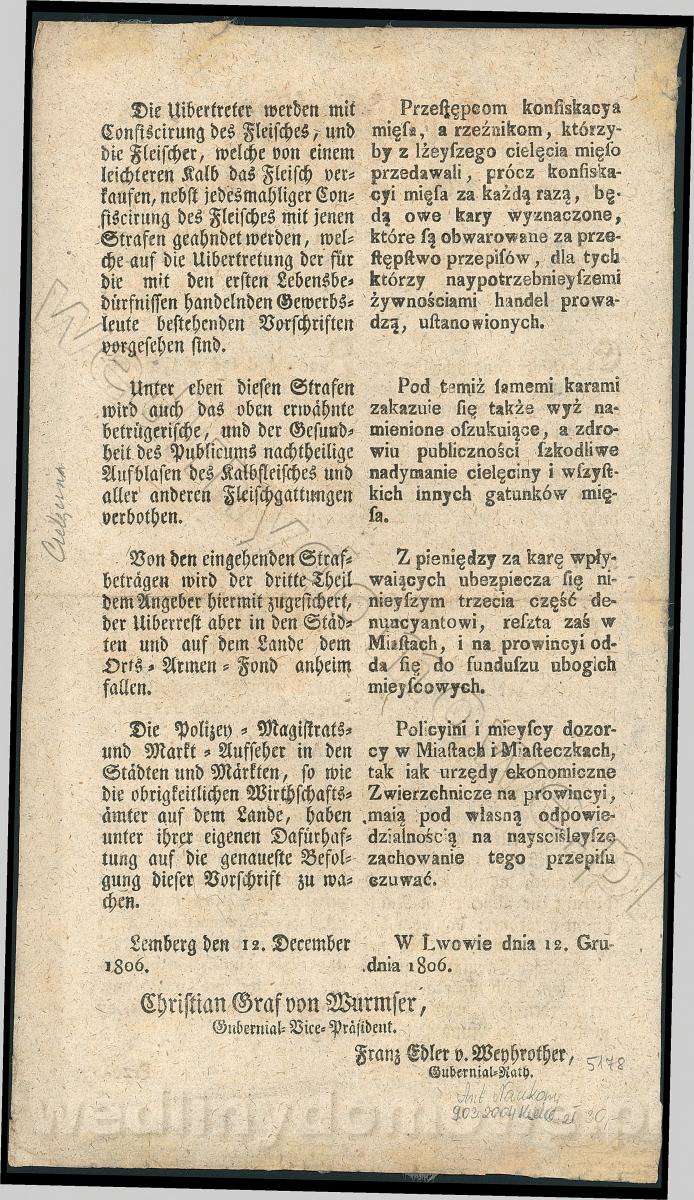 Die Uibertreter werden mit
Confiscirung des Fleisches, und
die Fleischer, welche von einem
leichteren Kalb das Fleisch ver-
kaufen, nebst jedesmahliger Con-
fiscirung des Fleisches mit jenen
Strafen geahndet werden, wel-
che auf die Uibertretung der für
die mit den ersten Lebensbe-
dürfnissen handelnden Gewerbs-
leute bestehenden Vorschriften
vorgesehen sind.
Unter eben diesen Strafen
wird auch das oben erwähnte
betrügerische, und der Gesund-
heit des Publicums nachtheilige
Aufblasen des Kalbfleisches und
aller anderen Fleischgattungen
verbothen.
Von den eingehenden Straf-
beträgen wird der dritte Theil
dem Angeber hiermit zugesichert,
der Uiberrest aber in den Städ-
ten und auf dem Lande dem
Orts-Armen-Fond anheim
fallen.
Die Polizey-Magistrats-
und Markt-Aufseher in den
Städten und Märkten, so wie
die obrigkeitlichen Wirthschafts-
ämter auf dem Lande, haben
unter ihrer eigenen Dafürhaf-
tung auf die genaueste Befol-
gung dieser Vorschrift zu wa-
chen.
Lemberg den 12. December
1806.
Przestępcom konfiskacya
mięsa, a rzeźnikom, którzy-
by z lżeyszego cielęcia mięso
przedawali, prócz konfiska-
cyi mięsa za każdą razą, bę-
dą owe kary wyznaczone,
które są obwarowane za prze-
stępstwo przepisów, dla tych
którzy naypotrzebnieyszemi
żywnościami handel prowa-
dzą, ustanowionych.
Pod temiż samemi karami
zakazuie się także wyż na-
mienione oszukuiące, a zdro-
wiu publiczności szkodliwe
nadymanie cielęciny i wszyst-
kich innych gatunków mię-
sa.
Z pieniędzy za karę wpły-
waiących ubezpiecza się ni-
nieyszym trzecia część de-
nuncyantowi, reszta zaś w
Miastach, i na prowincyi od-
da się do funduszu ubogich
mieyscowych.
Policyini i mieyscy dozor-
cy w Miastach i Miasteczkach,
tak iak urzędy ekonomiczne
Zwierzchnicze na prowincyi,
maią pod własną odpowie-
dzialnością na nayściśleysze
zachowanie tego przepisu
czuwać.
W Lwowie dnia 12. Gru-
dnia 1806.
Christian Graf von Wurmser,
Gubernial-Vice-Präsident.
Franz Edler v. Weyhrother,
Gubernial-Rath.
5178
Ant. Naukowy
9.03.2004
wedlinydomowe.pl